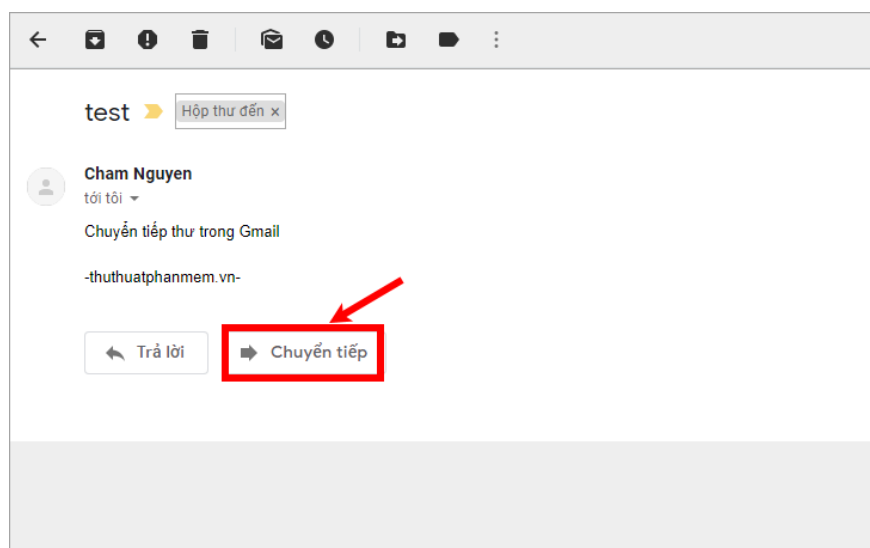 test Hộp thư đến x
Cham Nguyen
tới tôi
Chuyển tiếp thư trong Gmail
-thuthuatphanmem.vn-
Trả lời Chuyển tiếp